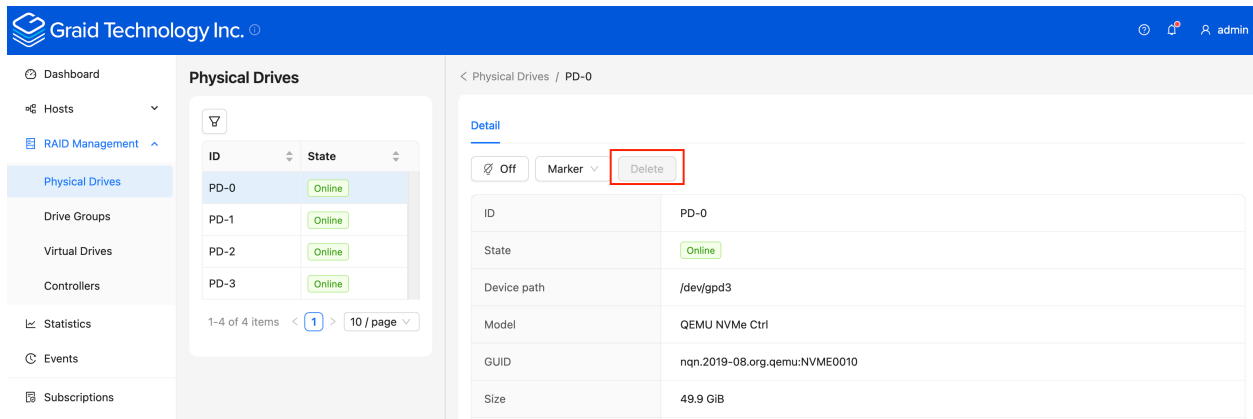 Graid Technology Inc.
admin
Dashboard
Hosts
RAID Management
Physical Drives
Drive Groups
Virtual Drives
Controllers
Statistics
Events
Subscriptions
Physical Drives
ID State
PD-0 Online
PD-1 Online
PD-2 Online
PD-3 Online
1-4 of 4 items < 1 > 10 / page
< Physical Drives / PD-0
Detail
Off Marker Delete
ID PD-0
State Online
Device path /dev/gpd3
Model QEMU NVMe Ctrl
GUID nqn.2019-08.org.qemu:NVME0010
Size 49.9 GiB